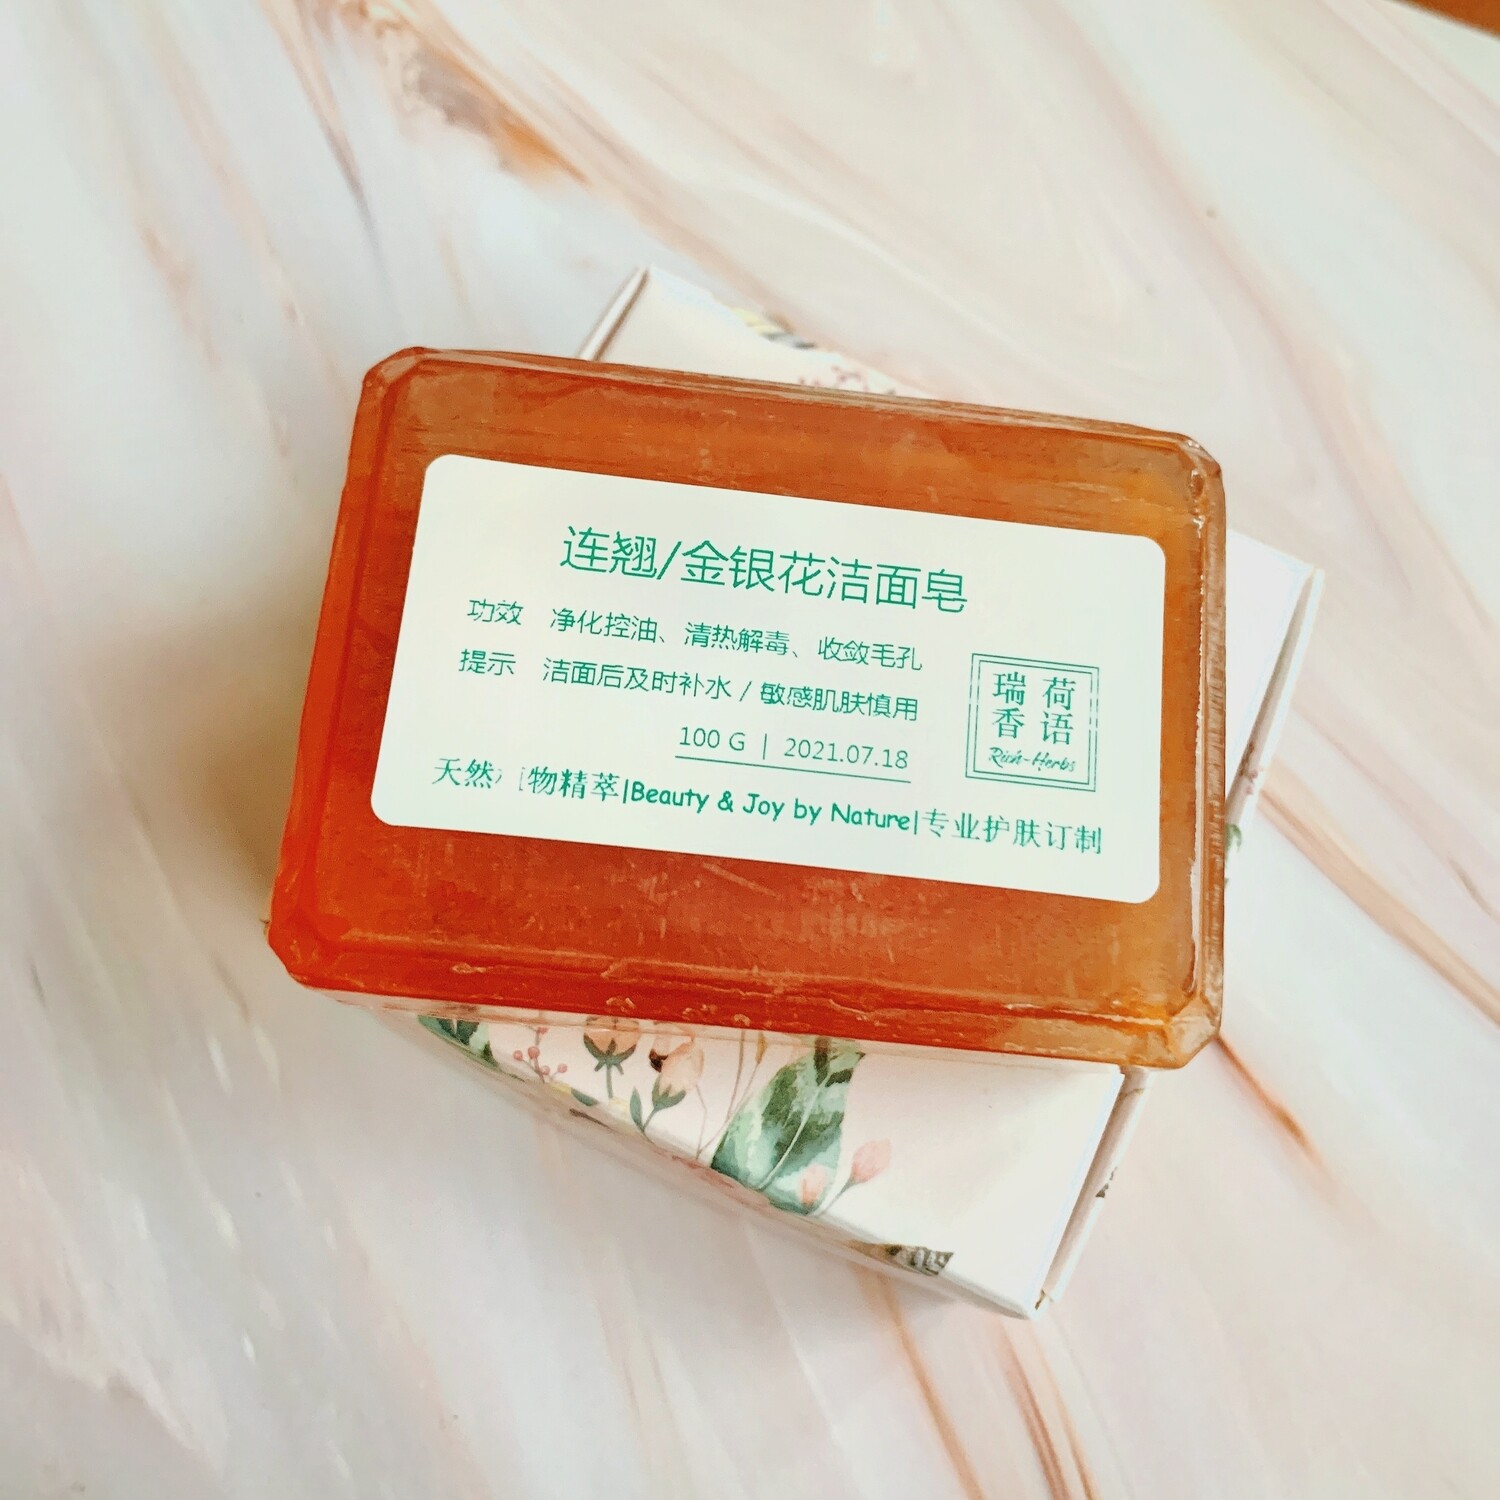 连翘/金银花洁面皂
功效 净化控油、清热解毒、收敛毛孔
提示 洁面后及时补水 / 敏感肌肤慎用
100 G | 2021.07.18
瑞荷
香语
Rich-Herbs
天然 物精萃|Beauty & Joy by Nature|专业护肤订制